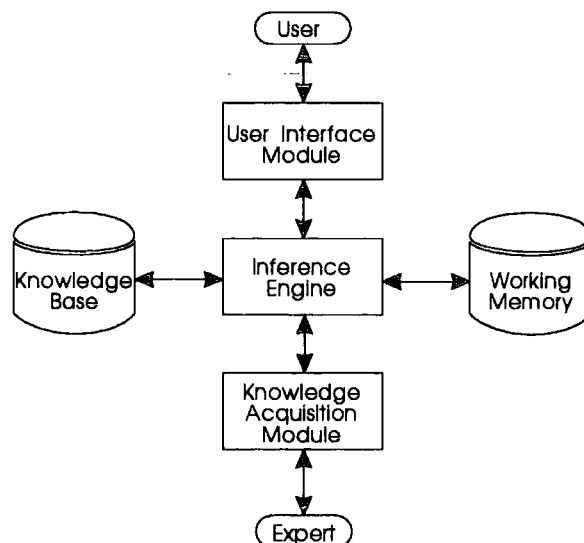 User
User Interface
Module
Knowledge
Base
Inference
Engine
Working
Memory
Knowledge
Acquisition
Module
Expert